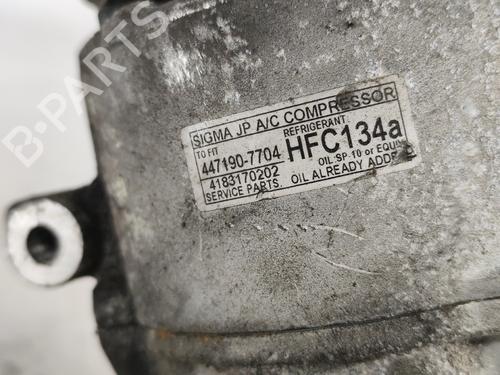 SIGMA JP A/C COMPRESSOR
TO FIT REFRIGERANT
447190-7704 HFC134a
4183170202 OIL.SP-10 or EQUIV
SERVICE PARTS. OIL ALREADY ADDED
B-PARTS